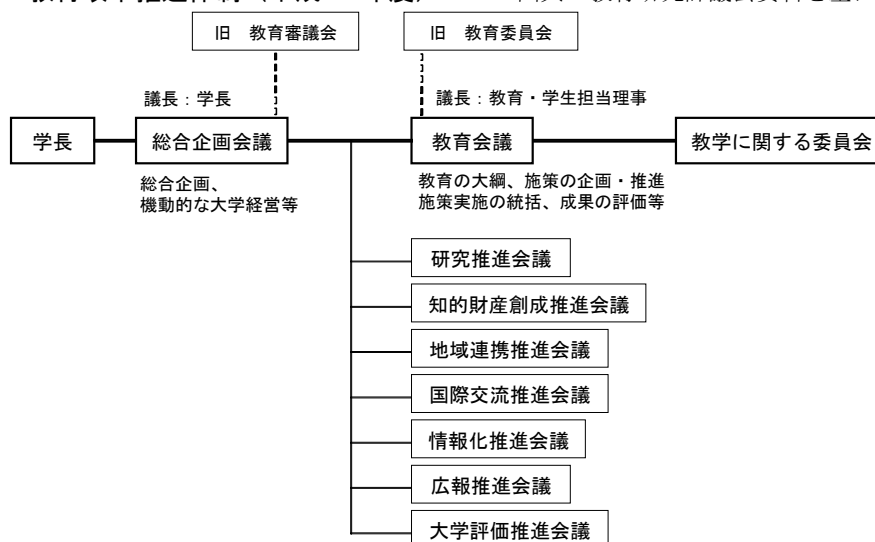 旧 教育審議会
旧 教育委員会
議長：学長
議長：教育・学生担当理事
学長
総合企画会議
教育会議
教学に関する委員会
総合企画、
機動的な大学経営等
教育の大綱、施策の企画・推進
施策実施の統括、成果の評価等
研究推進会議
知的財産創成推進会議
地域連携推進会議
国際交流推進会議
情報化推進会議
広報推進会議
大学評価推進会議